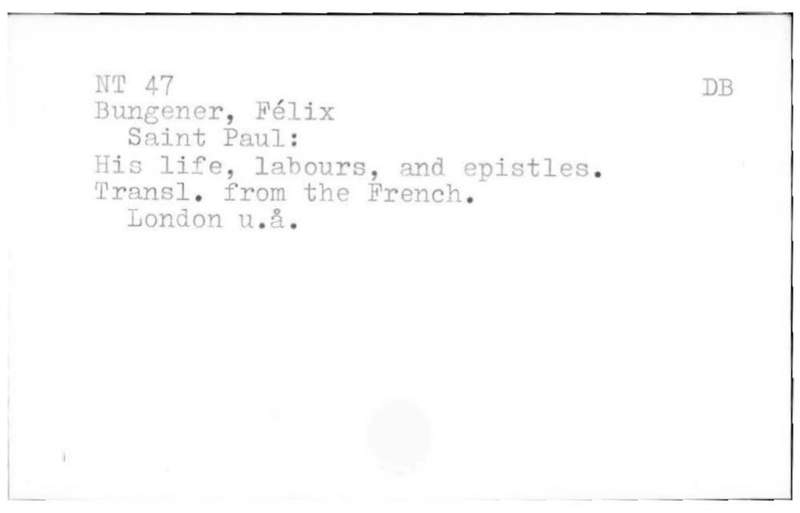 NT 47 DB
Bungener, Félix
Saint Paul:
His life, labours, and epistles.
Transl. from the French.
London u.å.